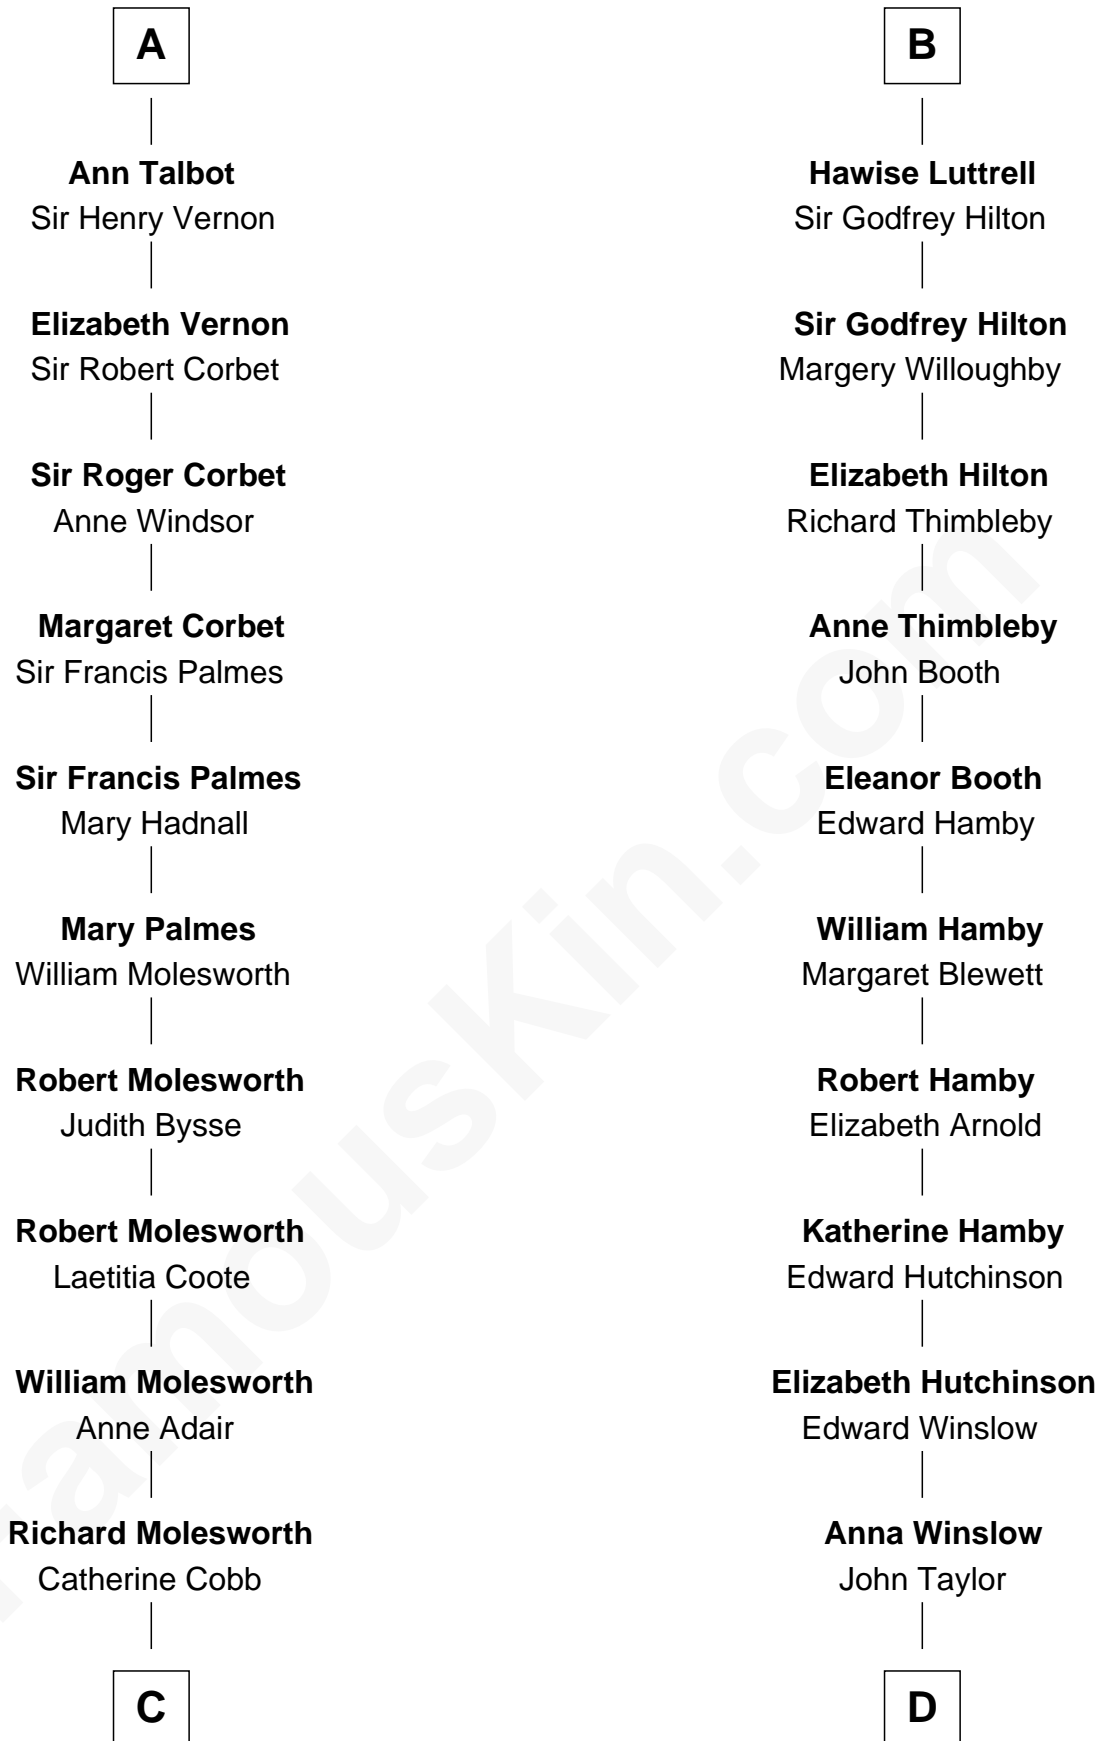 A
Ann Talbot
Sir Henry Vernon
Elizabeth Vernon
Sir Robert Corbet
Sir Roger Corbet
Anne Windsor
Margaret Corbet
Sir Francis Palmes
Sir Francis Palmes
Mary Hadnall
Mary Palmes
William Molesworth
Robert Molesworth
Judith Bysse
Robert Molesworth
Laetitia Coote
William Molesworth
Anne Adair
Richard Molesworth
Catherine Cobb
C
B
Hawise Luttrell
Sir Godfrey Hilton
Sir Godfrey Hilton
Margery Willoughby
Elizabeth Hilton
Richard Thimbleby
Anne Thimbleby
John Booth
Eleanor Booth
Edward Hamby
William Hamby
Margaret Blewett
Robert Hamby
Elizabeth Arnold
Katherine Hamby
Edward Hutchinson
Elizabeth Hutchinson
Edward Winslow
Anna Winslow
John Taylor
D
FamousKin.com